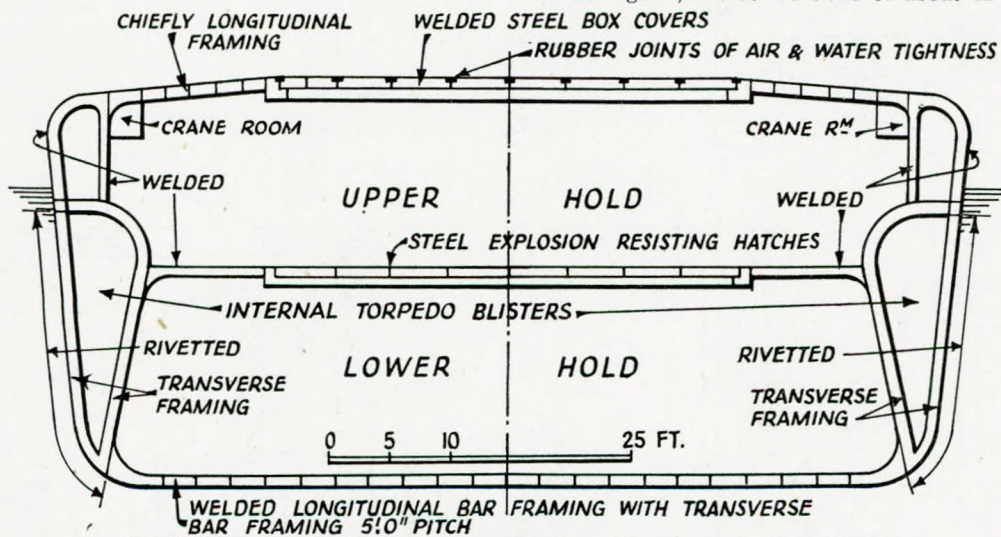 CHIEFLY LONGITUDINAL
FRAMING
WELDED STEEL BOX COVERS
RUBBER JOINTS OF AIR & WATER TIGHTNESS
CRANE ROOM
CRANE RM
WELDED
UPPER HOLD
WELDED
STEEL EXPLOSION RESISTING HATCHES
INTERNAL TORPEDO BLISTERS
RIVETTED
LOWER HOLD
RIVETTED
TRANSVERSE
FRAMING
TRANSVERSE
FRAMING
0 5 10 25 FT.
WELDED LONGITUDINAL BAR FRAMING WITH TRANSVERSE
BAR FRAMING 5'.0" PITCH